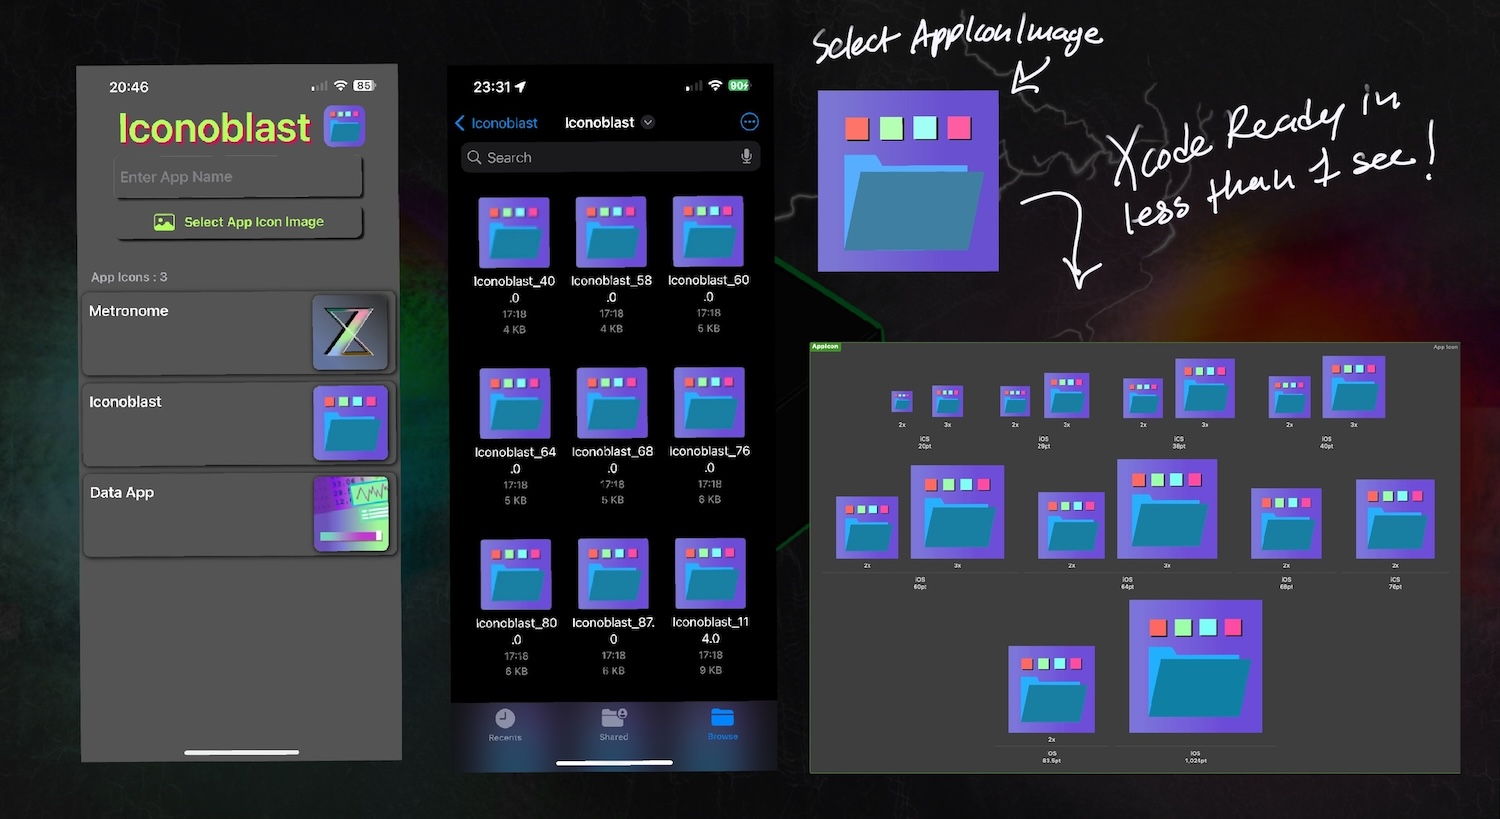 20:46
85
Iconoblast
Enter App Name
Select App Icon Image
App Icons : 3
Metronome
Iconoblast
Data App
23:31
90
Iconoblast
Iconoblast
Search
Iconoblast_40
.0
17:18
4 KB
Iconoblast_58
.0
17:18
4 KB
Iconoblast_60
.0
17:18
5 KB
Iconoblast_64
.0
17:18
5 KB
Iconoblast_68
.0
17:18
5 KB
Iconoblast_76
.0
17:18
6 KB
Iconoblast_80
.0
17:18
6 KB
Iconoblast_87.
0
17:18
6 KB
Iconoblast_11
4.0
17:18
9 KB
Recents
Shared
Browse
Select AppIconImage
Xcode Ready in
less than 1 sec!
AppIcon
App Icon
2x
3x
iOS
20pt
2x
3x
iOS
29pt
2x
3x
iOS
38pt
2x
3x
iOS
40pt
2x
3x
iOS
60pt
2x
3x
iOS
64pt
2x
iOS
68pt
2x
iOS
76pt
2x
iOS
83.5pt
iOS
1,024pt